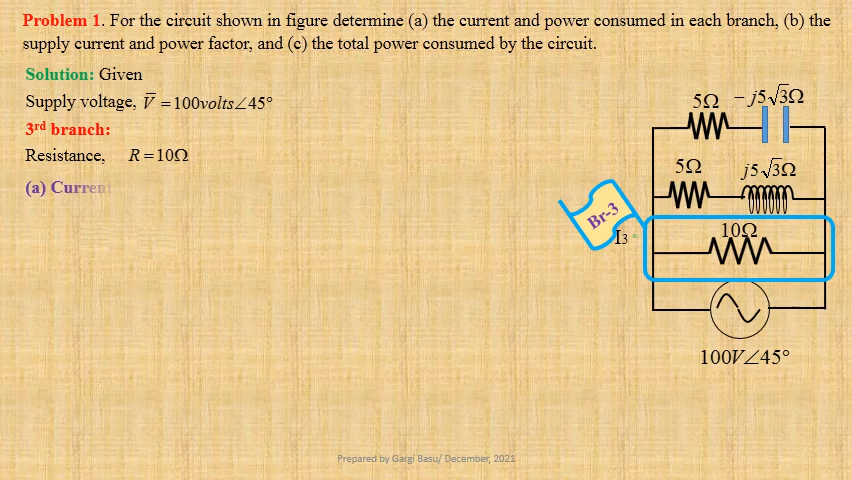 Problem 1. For the circuit shown in figure determine (a) the current and power consumed in each branch, (b) the
supply current and power factor, and (c) the total power consumed by the circuit.
Solution: Given
Supply voltage, V̅ = 100volts∠45°
3rd branch:
Resistance, R = 10Ω
(a) Current
5Ω − j5√3Ω
5Ω j5√3Ω
Br-3
10Ω
I3
100V∠45°
Prepared by Gargi Basu/ December, 2021